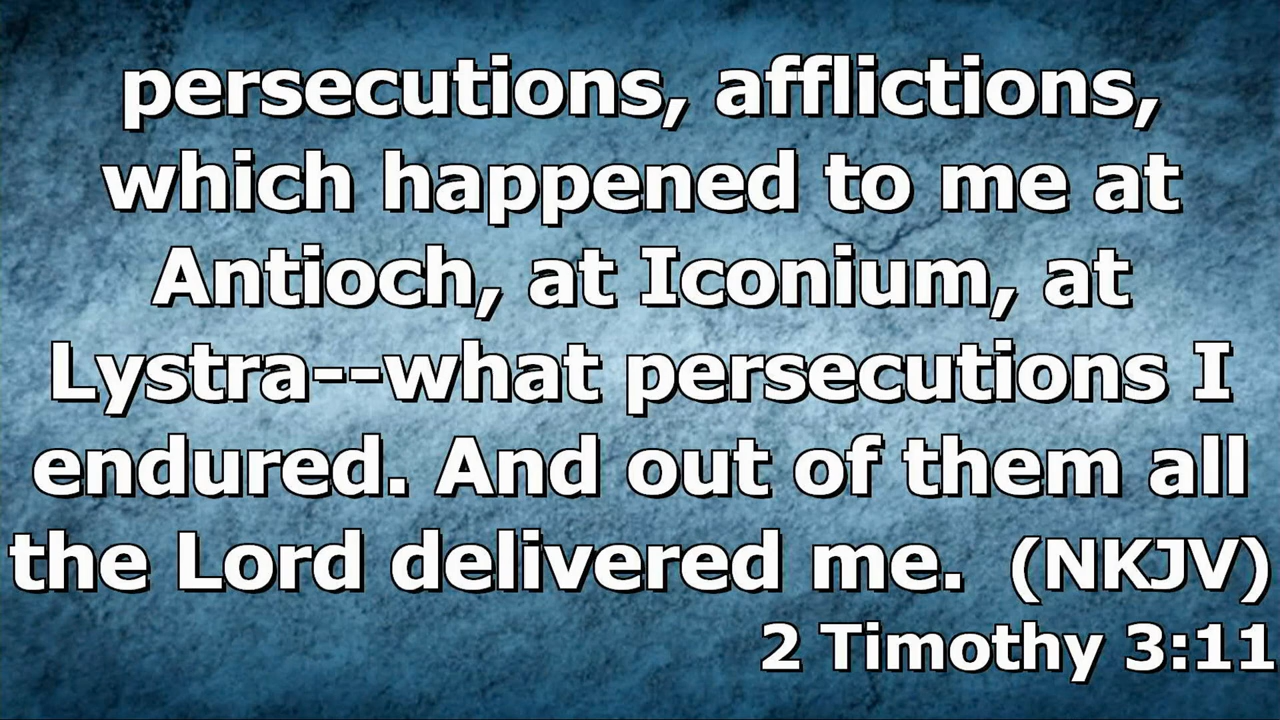 persecutions, afflictions,
which happened to me at
Antioch, at Iconium, at
Lystra--what persecutions I
endured. And out of them all
the Lord delivered me.  (NKJV)
2 Timothy 3:11